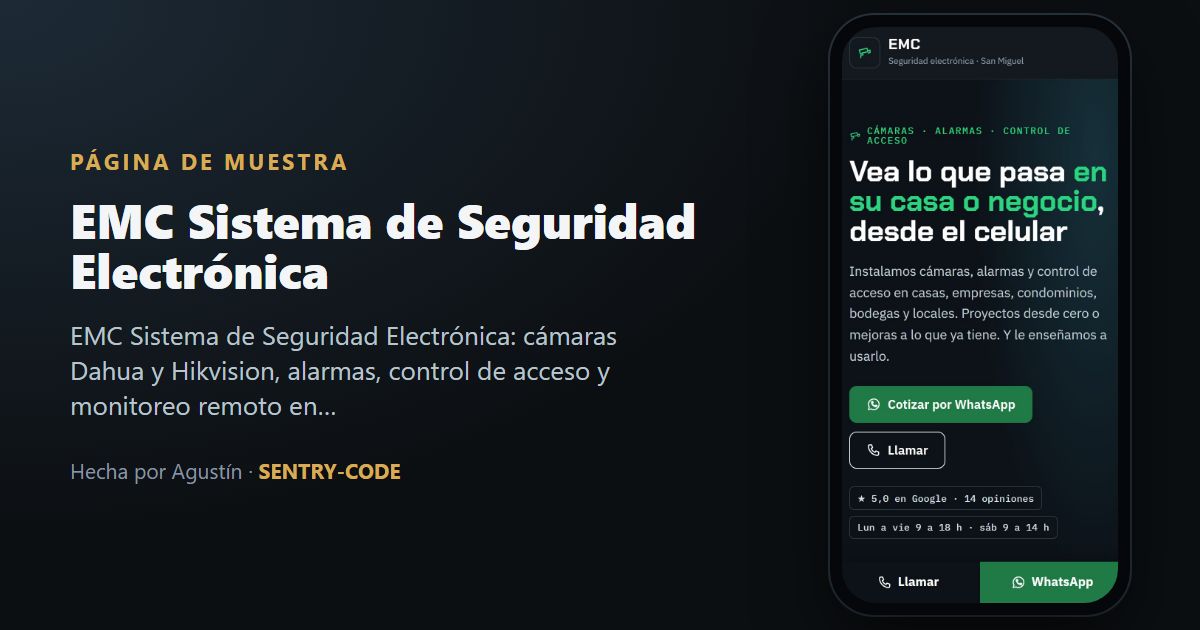 PÁGINA DE MUESTRA
EMC Sistema de Seguridad
Electrónica
EMC Sistema de Seguridad Electrónica: cámaras
Dahua y Hikvision, alarmas, control de acceso y
monitoreo remoto en...
Hecha por Agustín · SENTRY-CODE
EMC
Seguridad electrónica · San Miguel
CÁMARAS · ALARMAS · CONTROL DE
ACCESO
Vea lo que pasa en
su casa o negocio,
desde el celular
Instalamos cámaras, alarmas y control de
acceso en casas, empresas, condominios,
bodegas y locales. Proyectos desde cero o
mejoras a lo que ya tiene. Y le enseñamos a
usarlo.
Cotizar por WhatsApp
Llamar
★ 5,0 en Google · 14 opiniones
Lun a vie 9 a 18 h · sáb 9 a 14 h
Llamar
WhatsApp